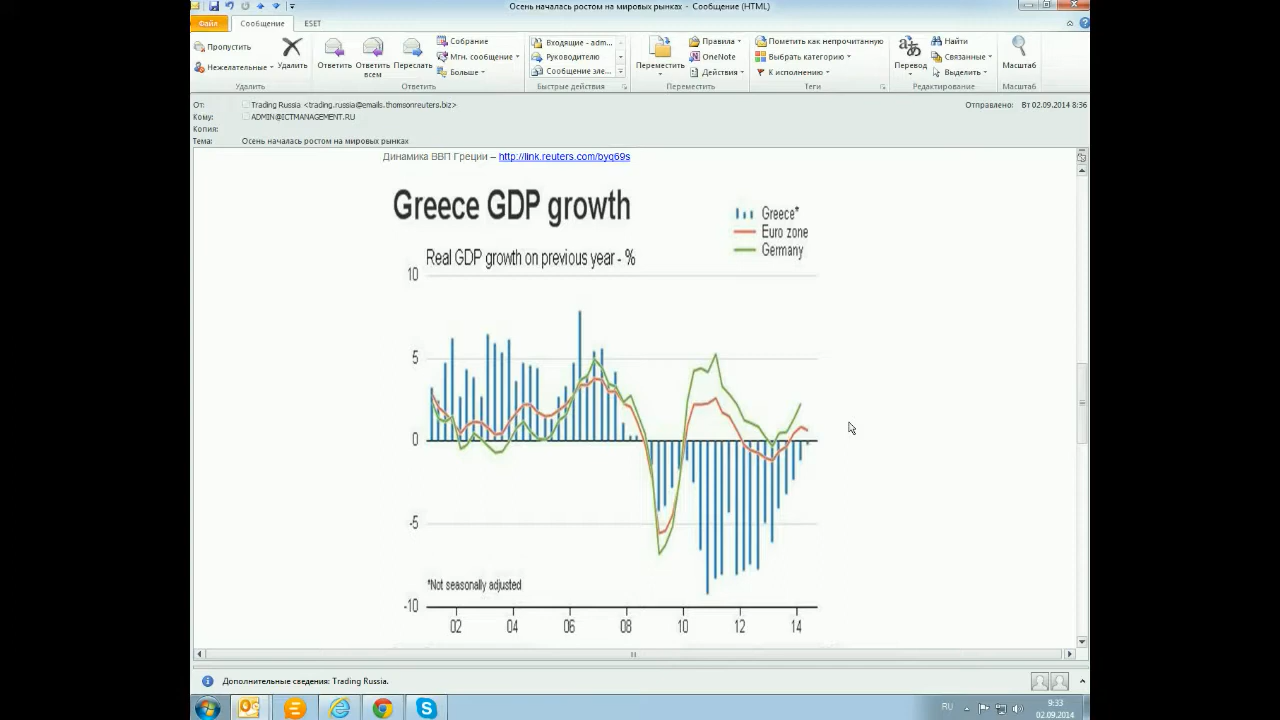 Осень началась ростом на мировых рынках - Сообщение (HTML)
Файл Сообщение ESET
Пропустить
Нежелательные
Удалить
Удалить
Ответить
Ответить всем
Переслать
Собрание
Мгн. сообщение
Больше
Ответить
Входящие - adm...
Руководителю
Сообщение эле...
Быстрые действия
Переместить
Правила
OneNote
Действия
Переместить
Пометить как непрочитанную
Выбрать категорию
К исполнению
Теги
Перевод
Найти
Связанные
Выделить
Редактирование
Масштаб
Масштаб
От: Trading Russia <trading.russia@emails.thomsonreuters.biz> Отправлено: Вт 02.09.2014 8:36
Кому: ADMIN@ICTMANAGEMENT.RU
Копия:
Тема: Осень началась ростом на мировых рынках
Динамика ВВП Греции – http://link.reuters.com/byq69s
Greece GDP growth
Greece*
Euro zone
Germany
Real GDP growth on previous year - %
10
5
0
-5
-10
*Not seasonally adjusted
02 04 06 08 10 12 14
Дополнительные сведения: Trading Russia.
RU 9:33
02.09.2014